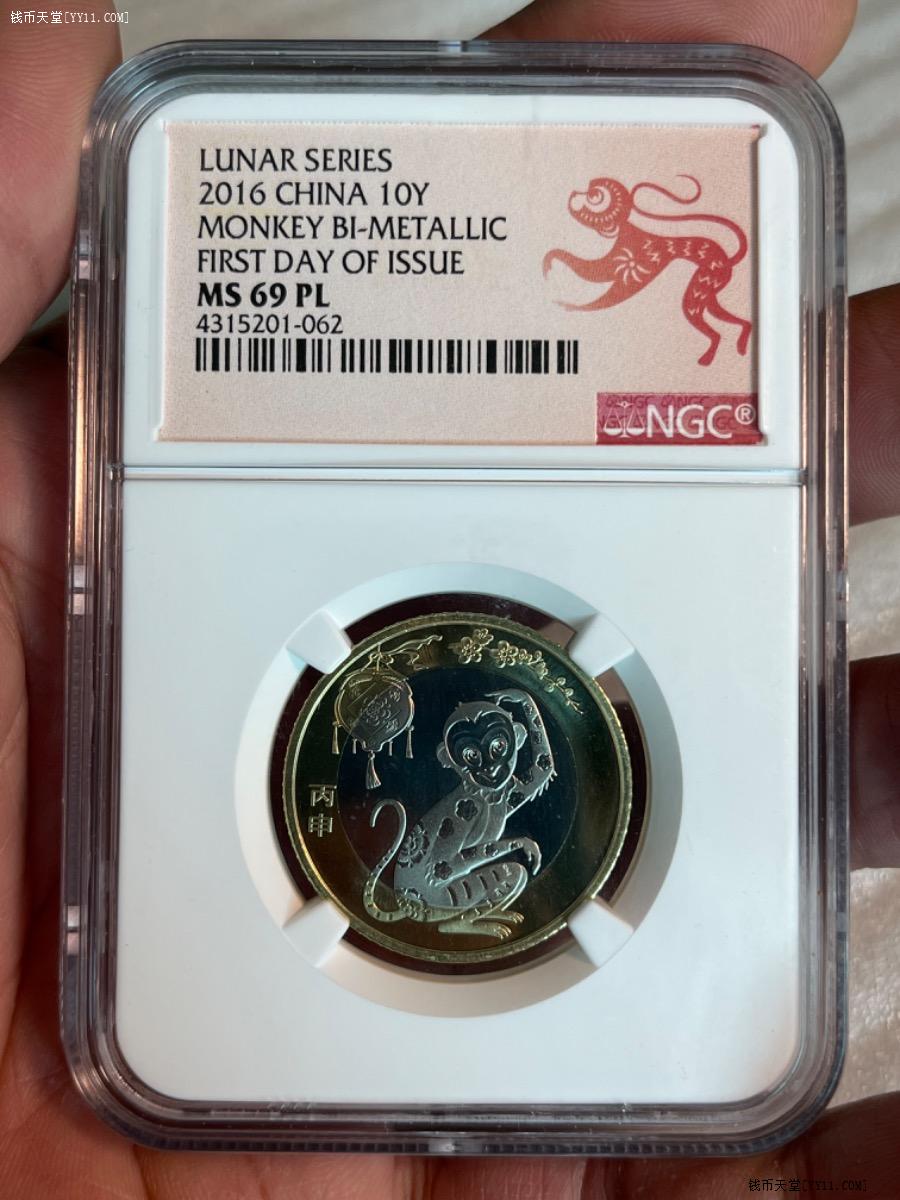 钱币天堂[YY11.COM]
LUNAR SERIES
2016 CHINA 10Y
MONKEY BI-METALLIC
FIRST DAY OF ISSUE
MS 69 PL
4315201-062
NGC®
丙申
钱币天堂[YY11.COM]